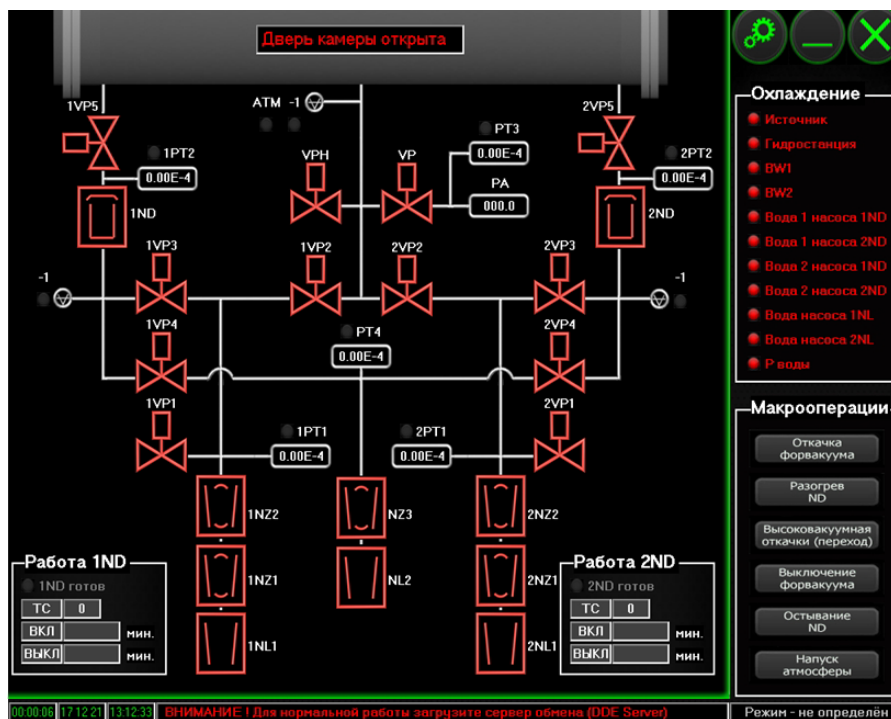 Дверь камеры открыта
1VP5
ATM -1
2VP5
Охлаждение
Источник
Гидростанция
BW1
BW2
Вода 1 насоса 1ND
Вода 1 насоса 2ND
Вода 2 насоса 1ND
Вода 2 насоса 2ND
Вода насоса 1NL
Вода насоса 2NL
Р воды
1PT2
0.00E-4
VPH
VP
PT3
0.00E-4
PA
000.0
2PT2
0.00E-4
1ND
2ND
1VP3
1VP2
2VP2
2VP3
-1
-1
1VP4
PT4
0.00E-4
2VP4
1VP1
1PT1
0.00E-4
2PT1
0.00E-4
2VP1
1NZ2
NZ3
2NZ2
1NZ1
NL2
2NZ1
1NL1
2NL1
Работа 1ND
1ND готов
ТС 0
ВКЛ мин.
ВЫКЛ мин.
Работа 2ND
2ND готов
ТС 0
ВКЛ мин.
ВЫКЛ мин.
Макрооперации
Откачка
форвакуума
Разогрев
ND
Высоковакуумная
откачки (переход)
Выключение
форвакуума
Остывание
ND
Напуск
атмосферы
00:00:06 17 12 21 13:12:33 ВНИМАНИЕ ! Для нормальной работы загрузите сервер обмена (DDE Server) Режим - не определён